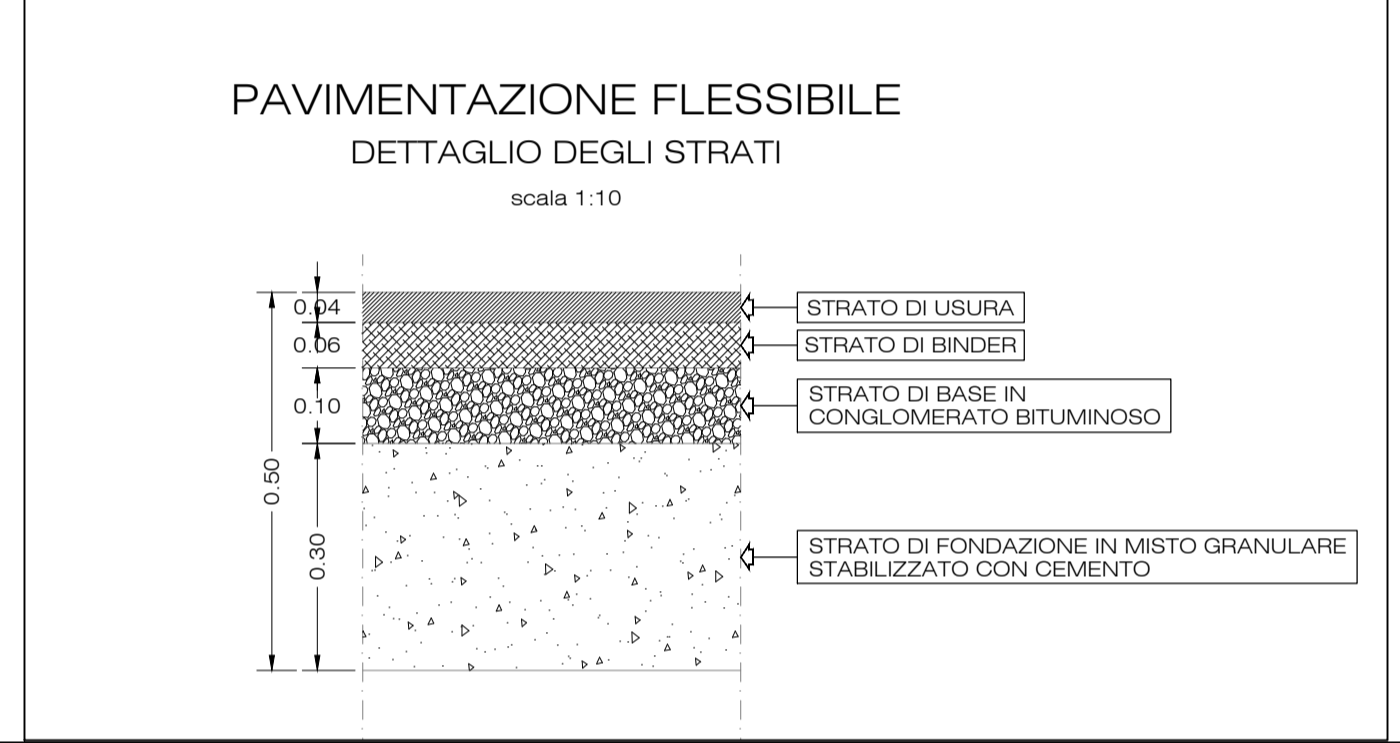 PAVIMENTAZIONE FLESSIBILE
DETTAGLIO DEGLI STRATI
scala 1:10
0.04
STRATO DI USURA
0.06
STRATO DI BINDER
0.10
STRATO DI BASE IN
CONGLOMERATO BITUMINOSO
0.50
0.30
STRATO DI FONDAZIONE IN MISTO GRANULARE
STABILIZZATO CON CEMENTO